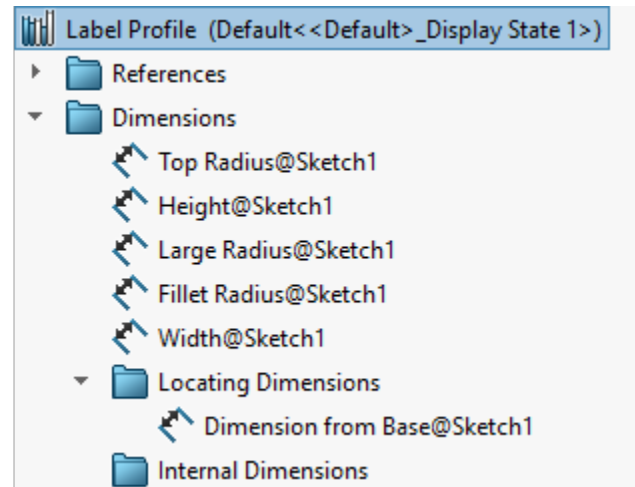 Label Profile (Default<<Default>_Display State 1>)
References
Dimensions
Top Radius@Sketch1
Height@Sketch1
Large Radius@Sketch1
Fillet Radius@Sketch1
Width@Sketch1
Locating Dimensions
Dimension from Base@Sketch1
Internal Dimensions